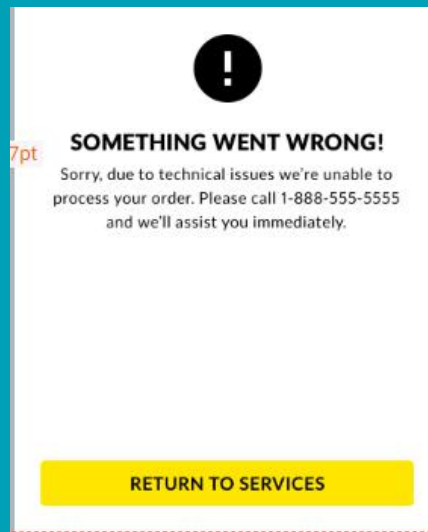 SOMETHING WENT WRONG!
7pt
Sorry, due to technical issues we're unable to
process your order. Please call 1-888-555-5555
and we'll assist you immediately.
RETURN TO SERVICES